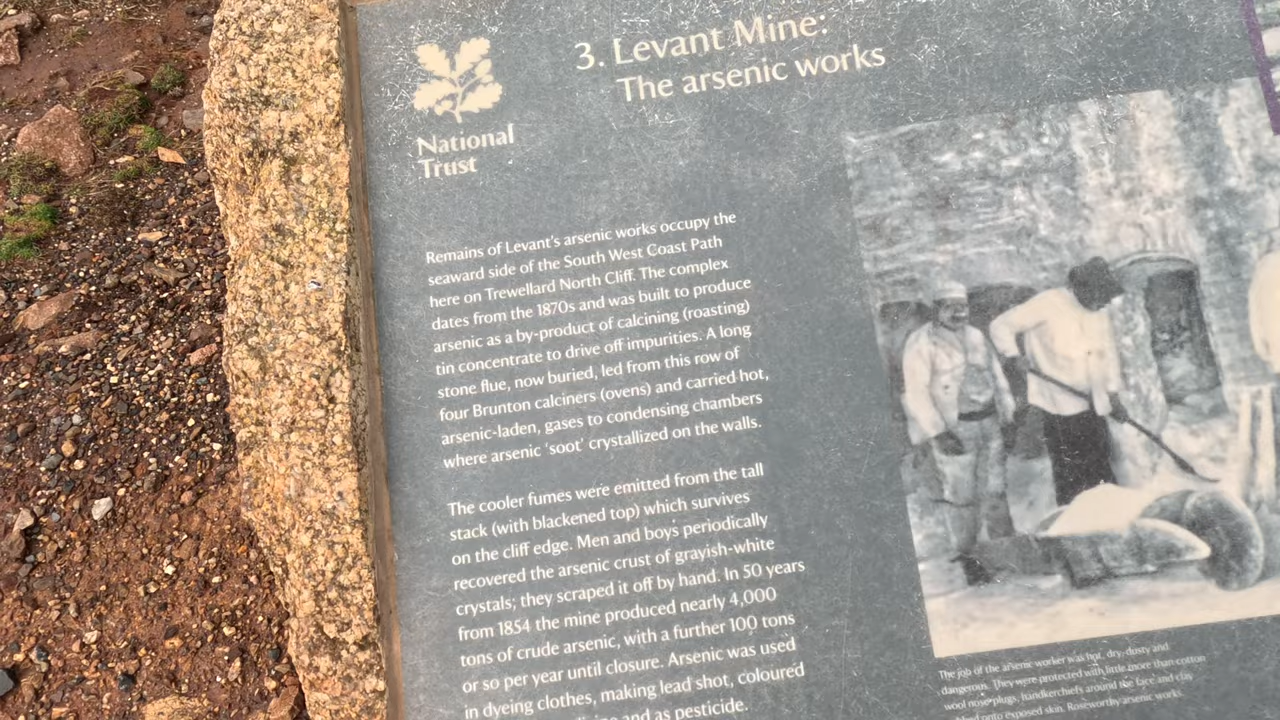 3. Levant Mine:
The arsenic works
National
Trust
Remains of Levant's arsenic works occupy the
seaward side of the South West Coast Path
here on Trewellard North Cliff. The complex
dates from the 1870s and was built to produce
arsenic as a by-product of calcining (roasting)
tin concentrate to drive off impurities. A long
stone flue, now buried, led from this row of
four Brunton calciners (ovens) and carried hot,
arsenic-laden, gases to condensing chambers
where arsenic 'soot' crystallized on the walls.
The cooler fumes were emitted from the tall
stack (with blackened top) which survives
on the cliff edge. Men and boys periodically
recovered the arsenic crust of grayish-white
crystals; they scraped it off by hand. In 50 years
from 1854 the mine produced nearly 4,000
tons of crude arsenic, with a further 100 tons
or so per year until closure. Arsenic was used
in dyeing clothes, making lead shot, coloured
and as pesticide.
The job of the arsenic worker was hot, dry, dusty and
dangerous. They were protected with little more than cotton
wool nose-plugs, handkerchiefs around the face and clay
onto exposed skin. Roseworthy arsenic works.